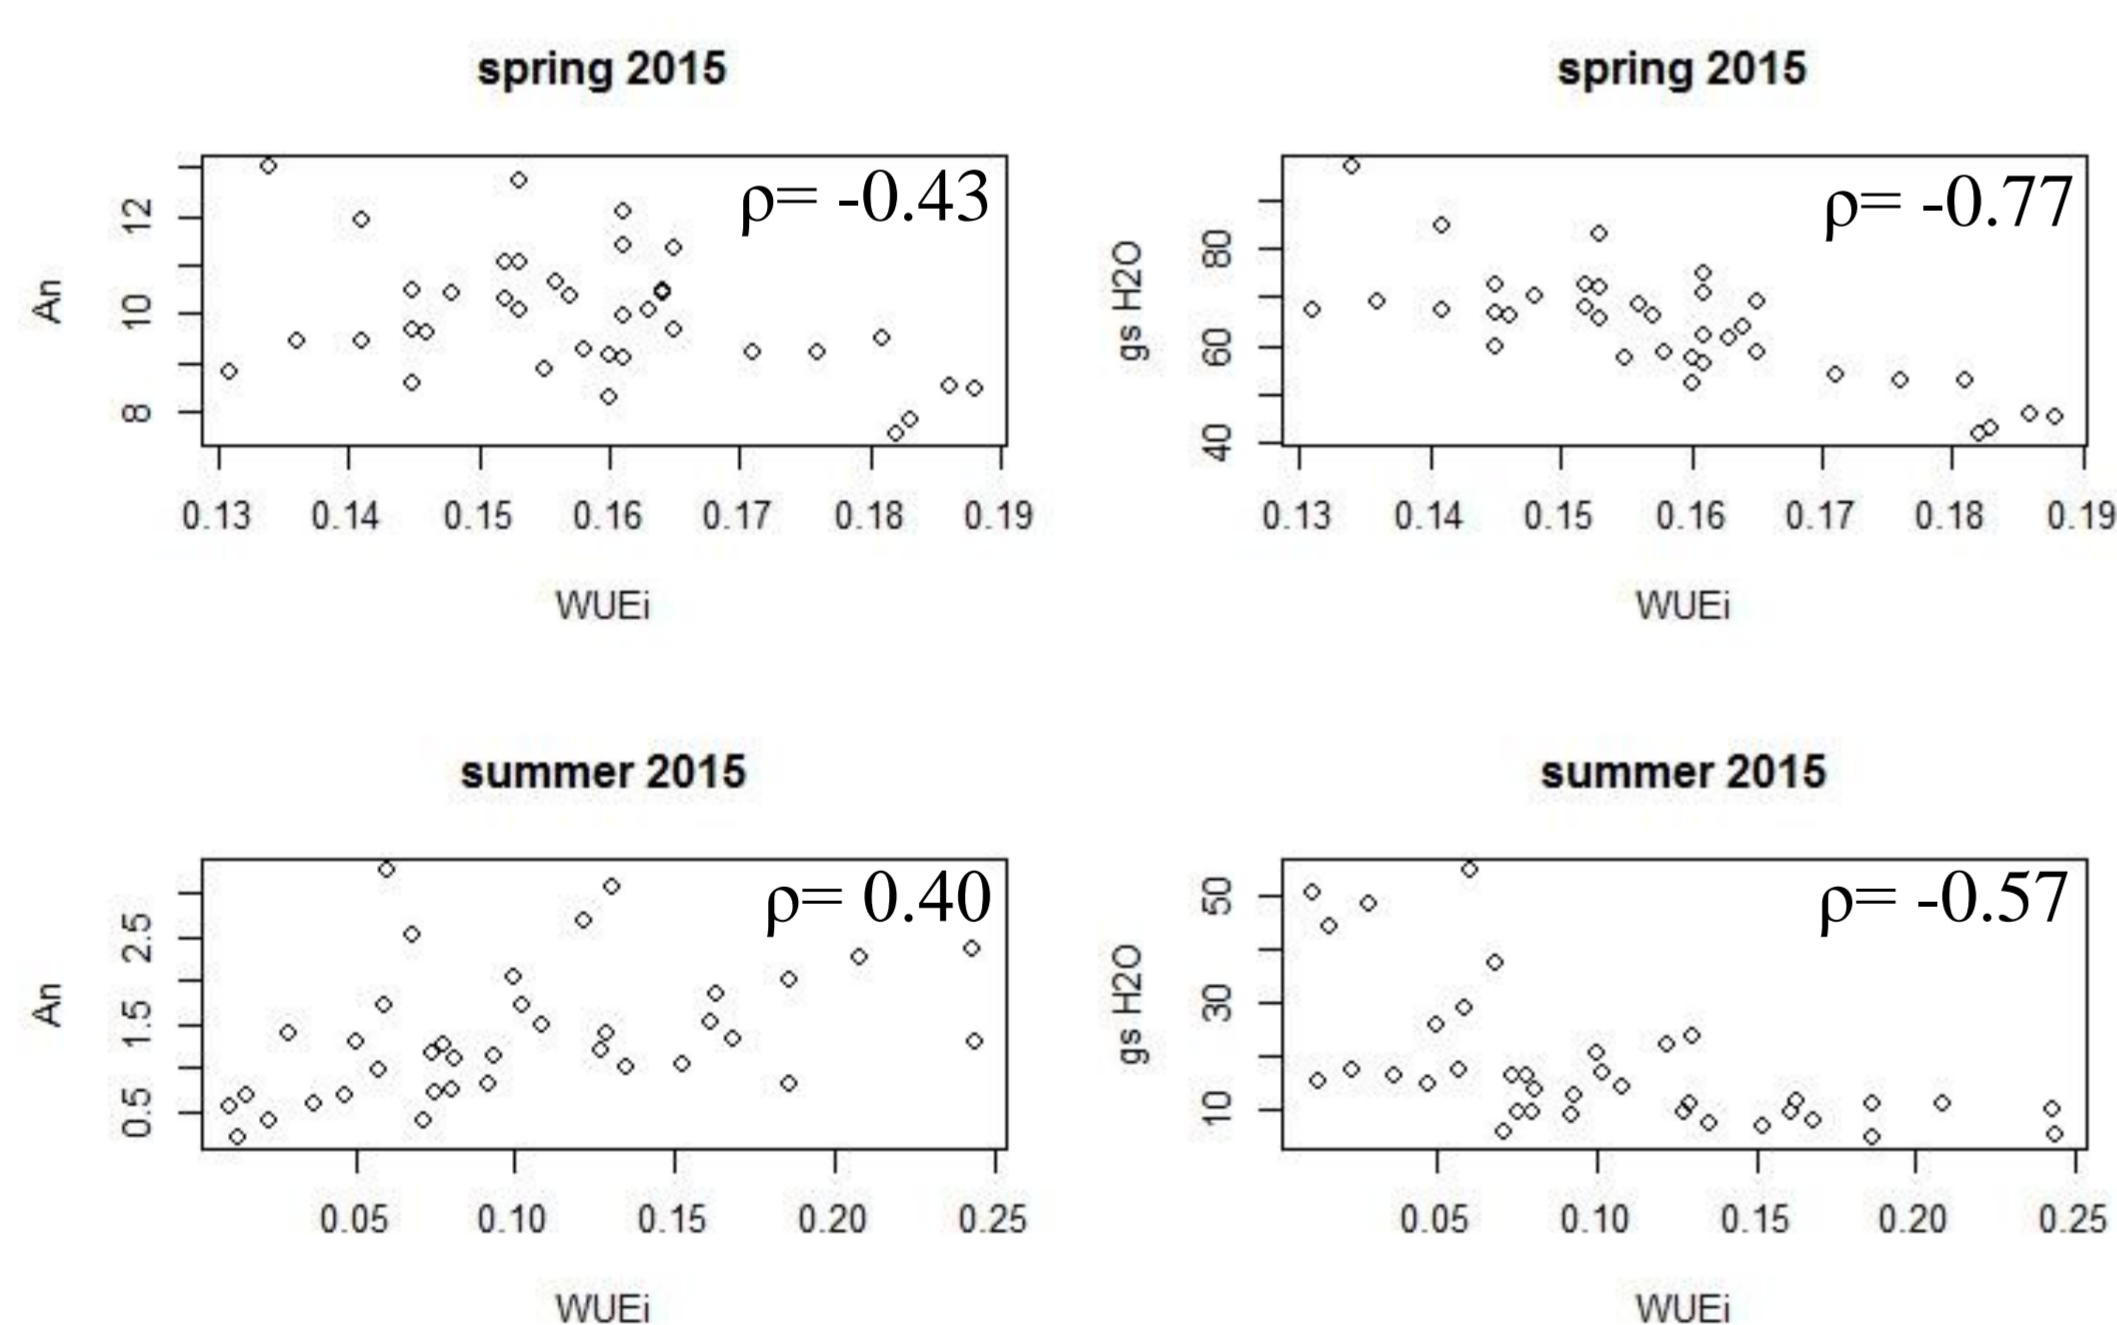 spring 2015
ρ= -0.43
An
8 10 12
0.13 0.14 0.15 0.16 0.17 0.18 0.19
WUEi
spring 2015
ρ= -0.77
gs H2O
40 60 80
0.13 0.14 0.15 0.16 0.17 0.18 0.19
WUEi
summer 2015
ρ= 0.40
An
0.5 1.5 2.5
0.05 0.10 0.15 0.20 0.25
WUEi
summer 2015
ρ= -0.57
gs H2O
10 30 50
0.05 0.10 0.15 0.20 0.25
WUEi